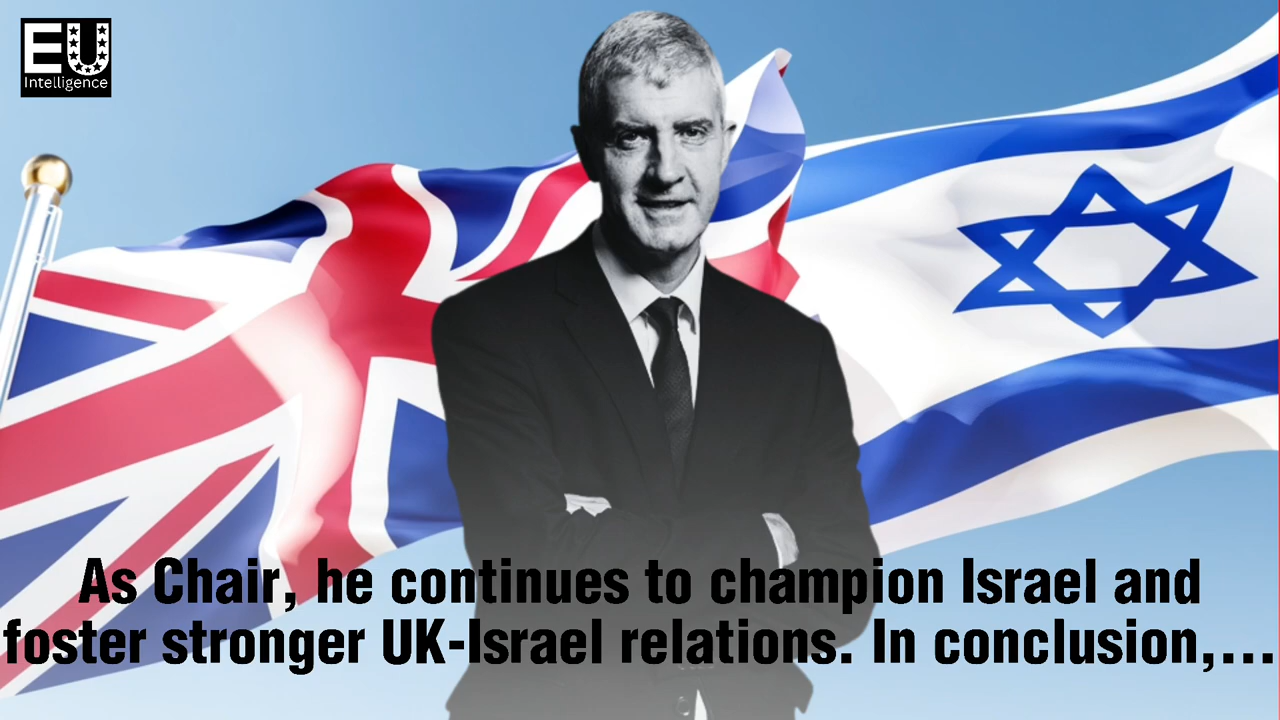 EU
Intelligence
As Chair, he continues to champion Israel and
foster stronger UK-Israel relations. In conclusion,...